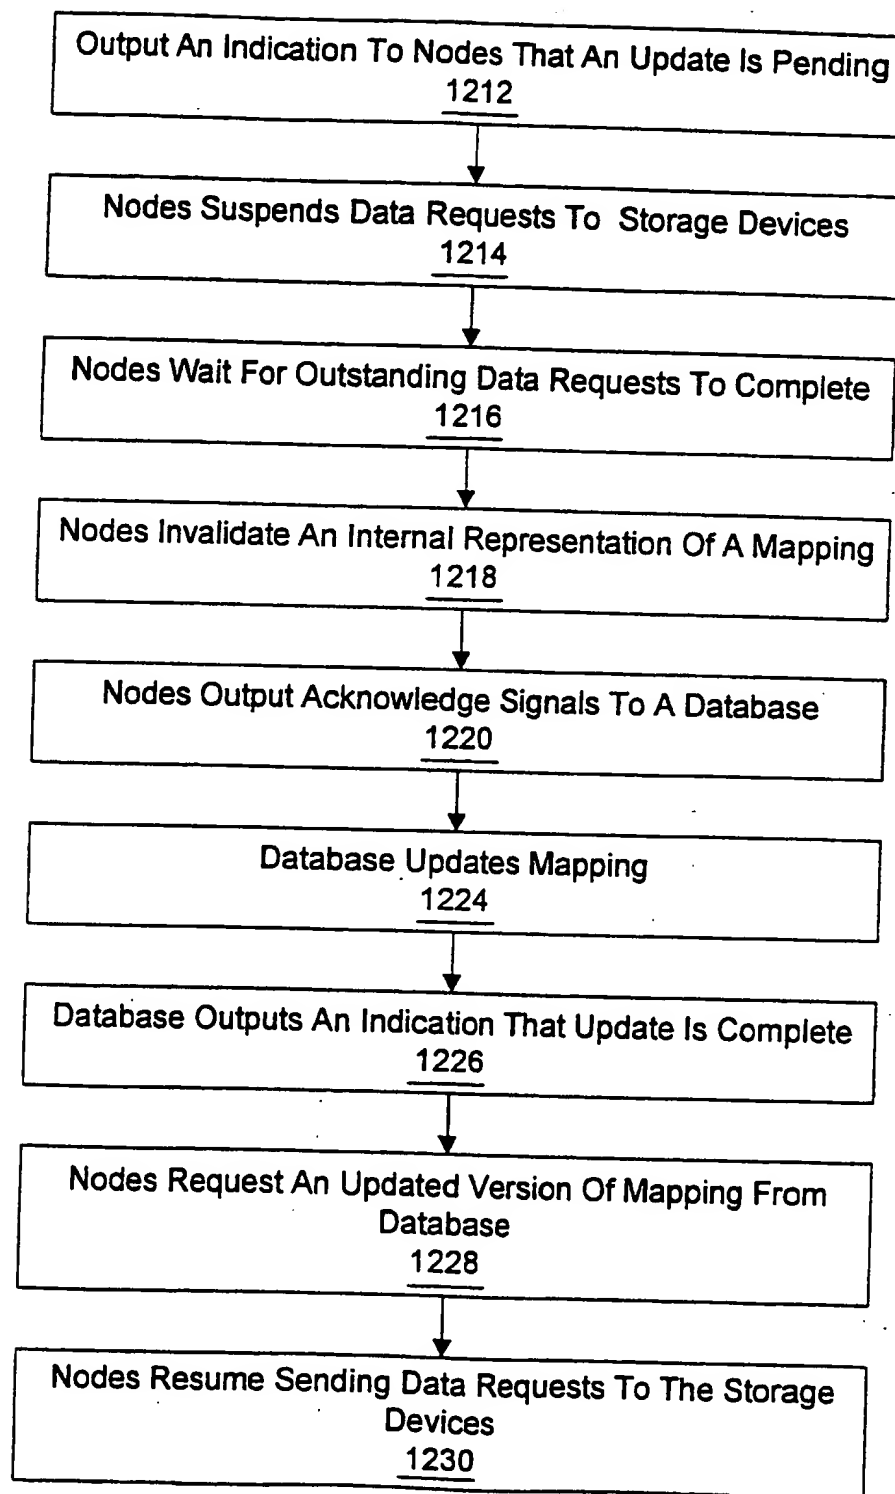 Output An Indication To Nodes That An Update Is Pending
1212
Nodes Suspends Data Requests To Storage Devices
1214
Nodes Wait For Outstanding Data Requests To Complete
1216
Nodes Invalidate An Internal Representation Of A Mapping
1218
Nodes Output Acknowledge Signals To A Database
1220
Database Updates Mapping
1224
Database Outputs An Indication That Update Is Complete
1226
Nodes Request An Updated Version Of Mapping From
Database
1228
Nodes Resume Sending Data Requests To The Storage
Devices
1230